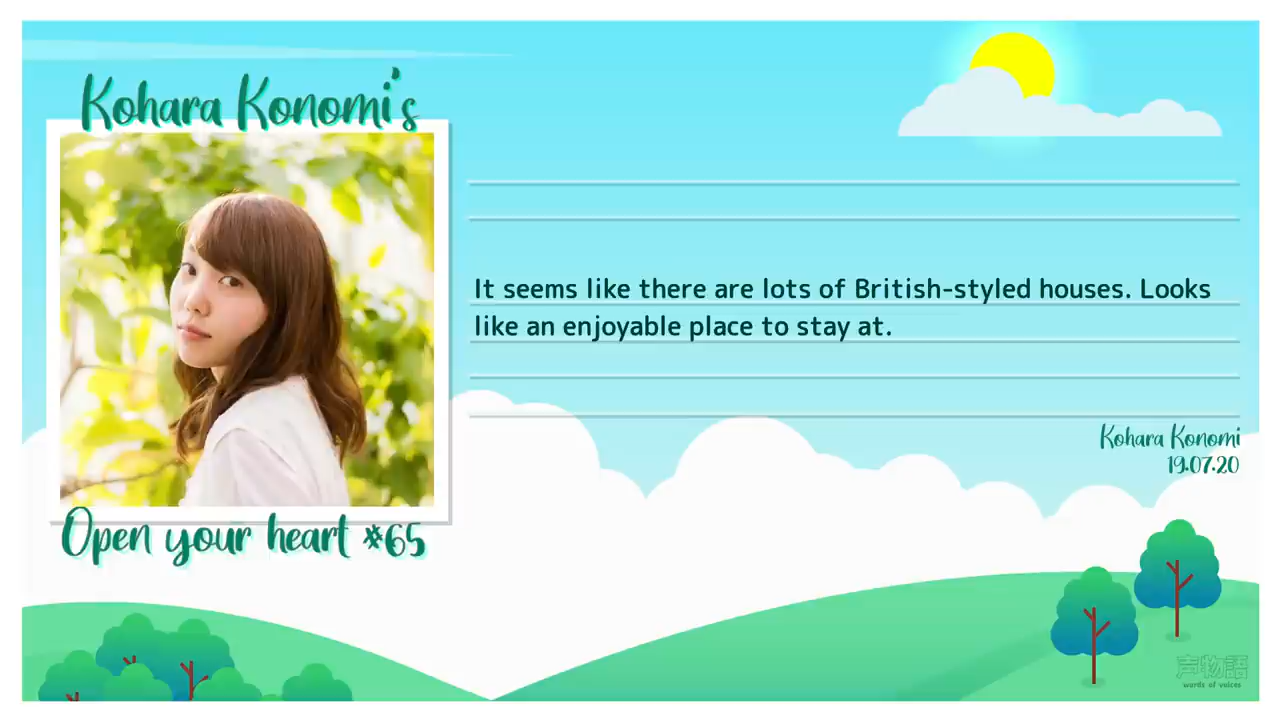 Kohara Konomi's
It seems like there are lots of British-styled houses. Looks
like an enjoyable place to stay at.
Kohara Konomi
19.07.20
Open your heart #65
声物語
words of voices